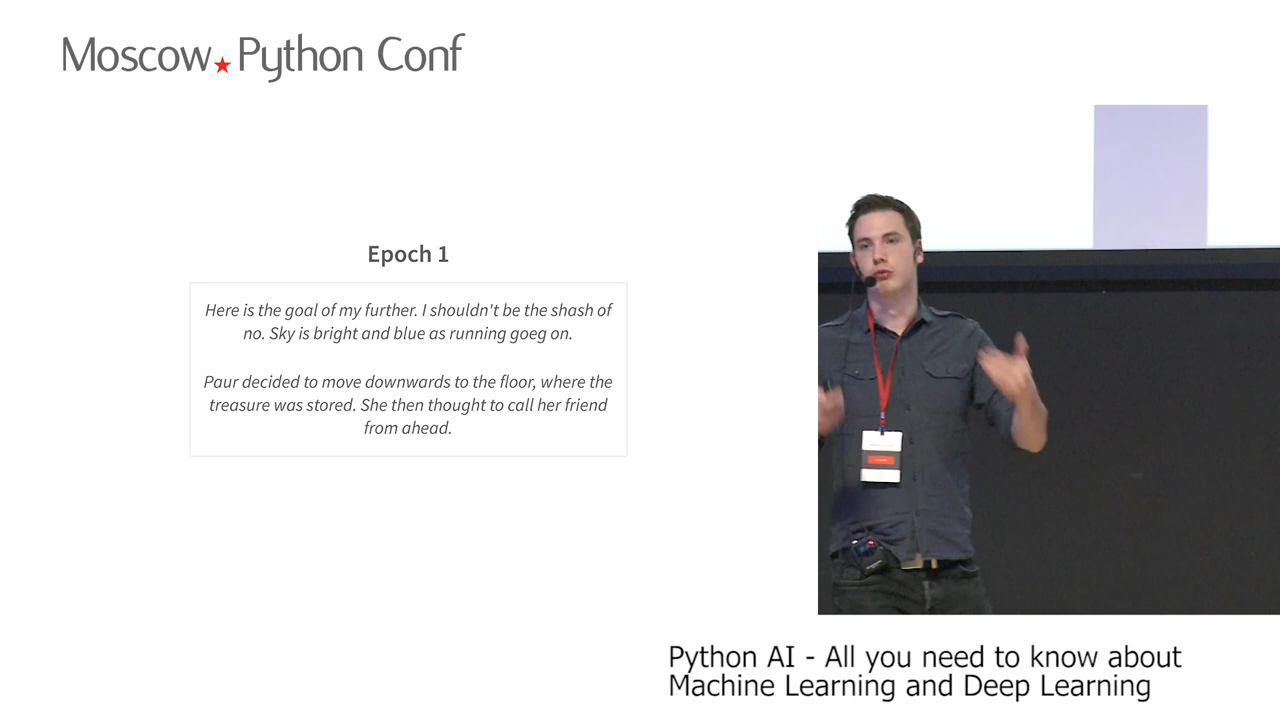 Moscow Python Conf
Epoch 1
Here is the goal of my further. I shouldn't be the shash of
no. Sky is bright and blue as running goeg on.
Paur decided to move downwards to the floor, where the
treasure was stored. She then thought to call her friend
from ahead.
Python AI - All you need to know about
Machine Learning and Deep Learning